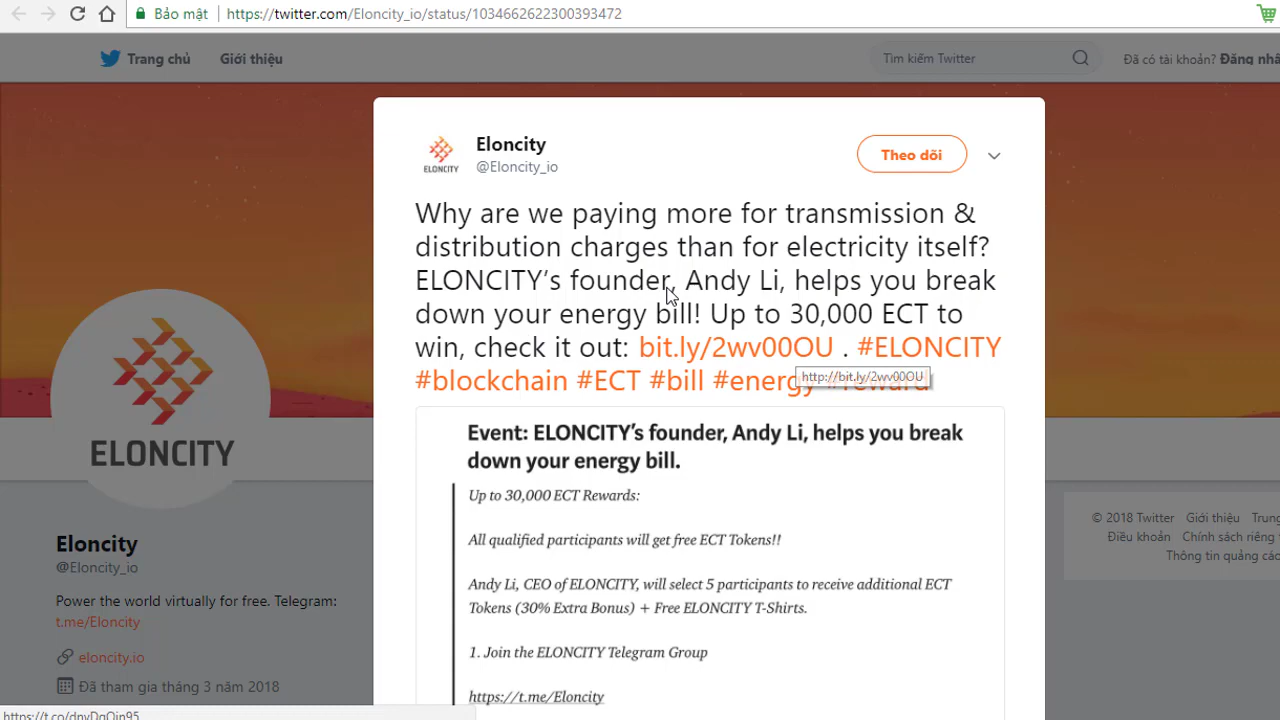 Bảo mật
https://twitter.com/Eloncity_io/status/1034662622300393472
Trang chủ
Giới thiệu
Tìm kiếm Twitter
Đã có tài khoản? Đăng nhậ
ELONCITY
Eloncity
@Eloncity_io
Theo dõi
Why are we paying more for transmission &
distribution charges than for electricity itself?
ELONCITY's founder, Andy Li, helps you break
down your energy bill! Up to 30,000 ECT to
win, check it out: bit.ly/2wv00OU . #ELONCITY
#blockchain #ECT #bill #energy #reward
http://bit.ly/2wv00OU
Event: ELONCITY's founder, Andy Li, helps you break
down your energy bill.
Up to 30,000 ECT Rewards:
All qualified participants will get free ECT Tokens!!
Andy Li, CEO of ELONCITY, will select 5 participants to receive additional ECT
Tokens (30% Extra Bonus) + Free ELONCITY T-Shirts.
1. Join the ELONCITY Telegram Group
https://t.me/Eloncity
ELONCITY
Eloncity
@Eloncity_io
Power the world virtually for free. Telegram:
t.me/Eloncity
eloncity.io
Đã tham gia tháng 3 năm 2018
© 2018 Twitter Giới thiệu Trung
Điều khoản Chính sách riêng
Thông tin quảng cáo